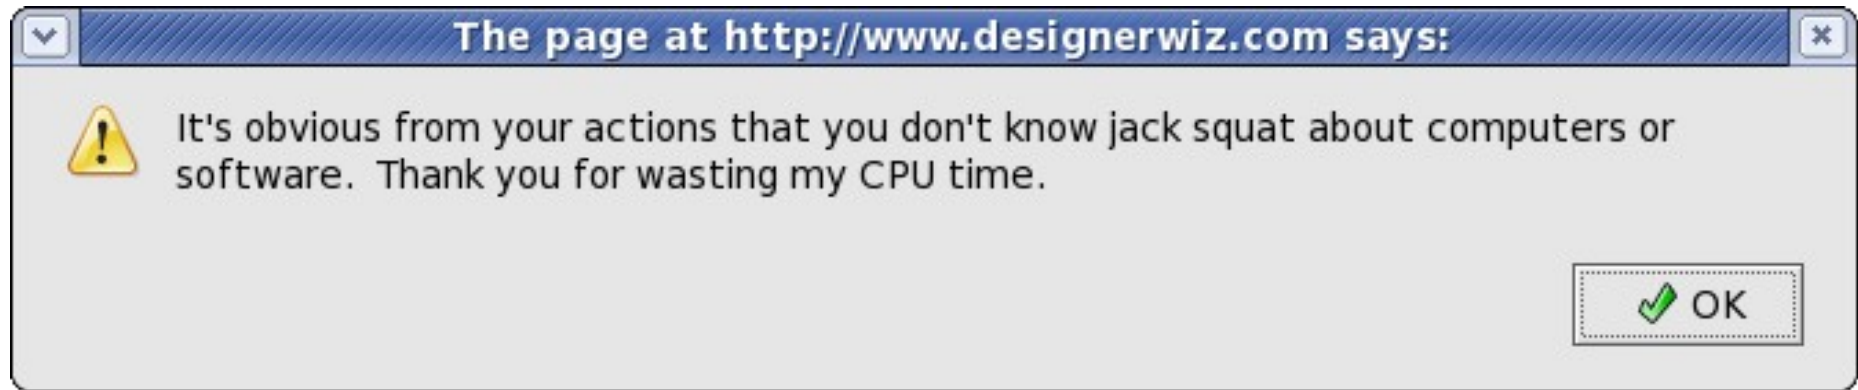 The page at http://www.designerwiz.com says:
It's obvious from your actions that you don't know jack squat about computers or
software.  Thank you for wasting my CPU time.
OK